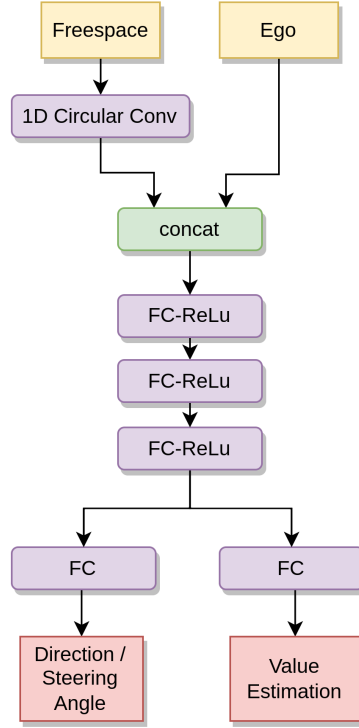 Freespace
Ego
1D Circular Conv
concat
FC-ReLu
FC-ReLu
FC-ReLu
FC
FC
Direction /
Steering
Angle
Value
Estimation